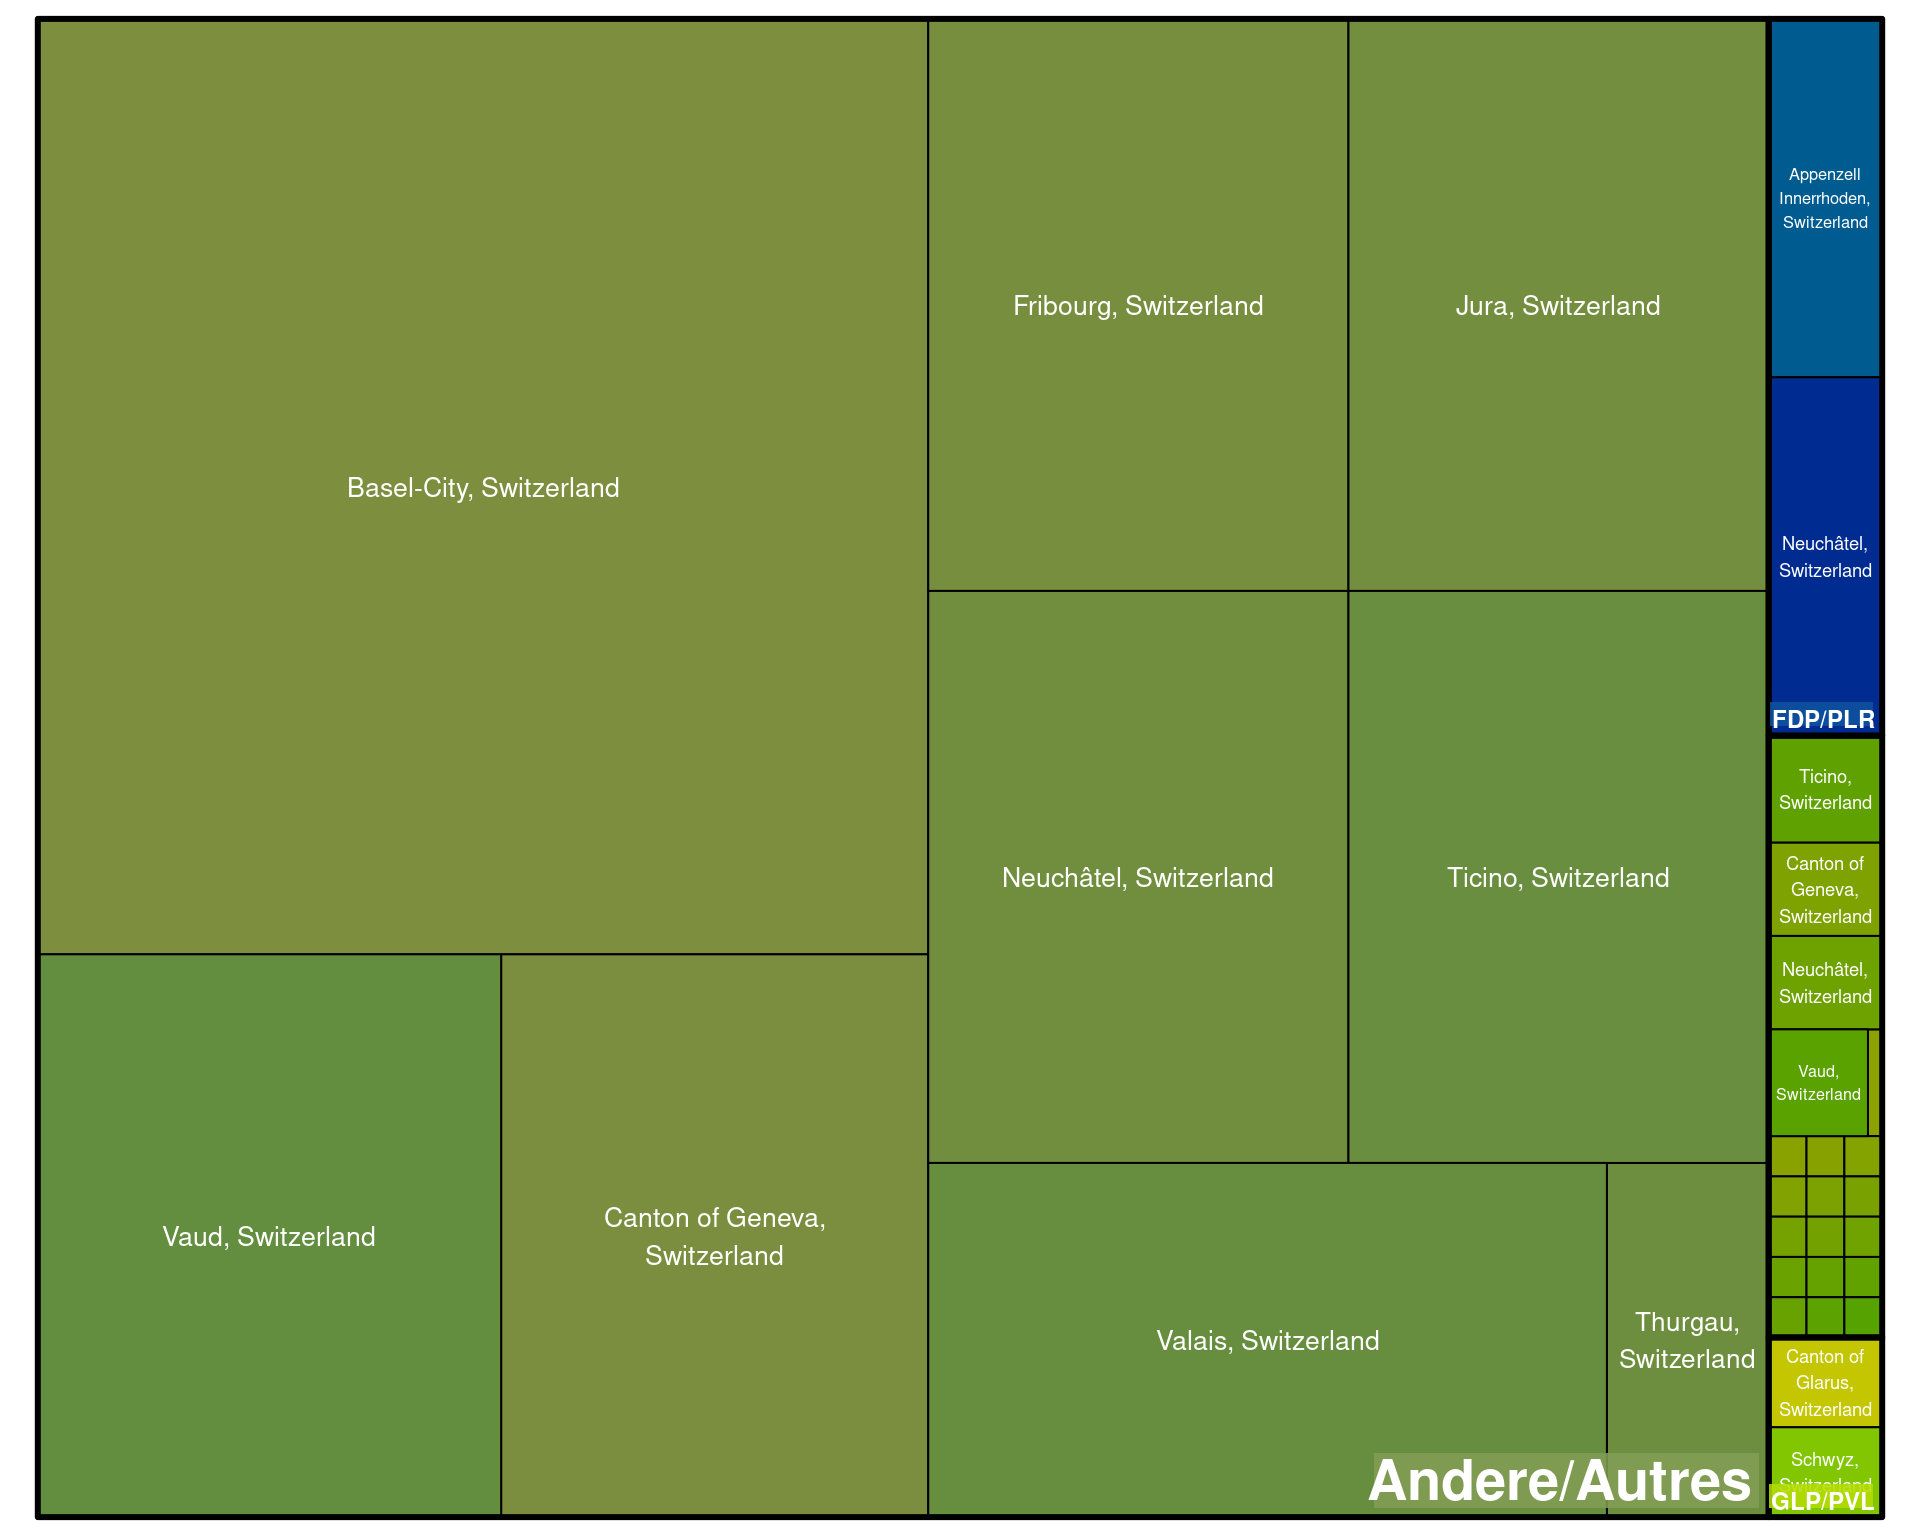 Basel-City, Switzerland
Fribourg, Switzerland
Jura, Switzerland
Appenzell
Innerrhoden,
Switzerland
Neuchâtel,
Switzerland
FDP/PLR
Neuchâtel, Switzerland
Ticino, Switzerland
Ticino,
Switzerland
Canton of
Geneva,
Switzerland
Neuchâtel,
Switzerland
Vaud,
Switzerland
Vaud, Switzerland
Canton of Geneva,
Switzerland
Valais, Switzerland
Thurgau,
Switzerland
Andere/Autres
Canton of
Glarus,
Switzerland
Schwyz,
Switzerland
GLP/PVL